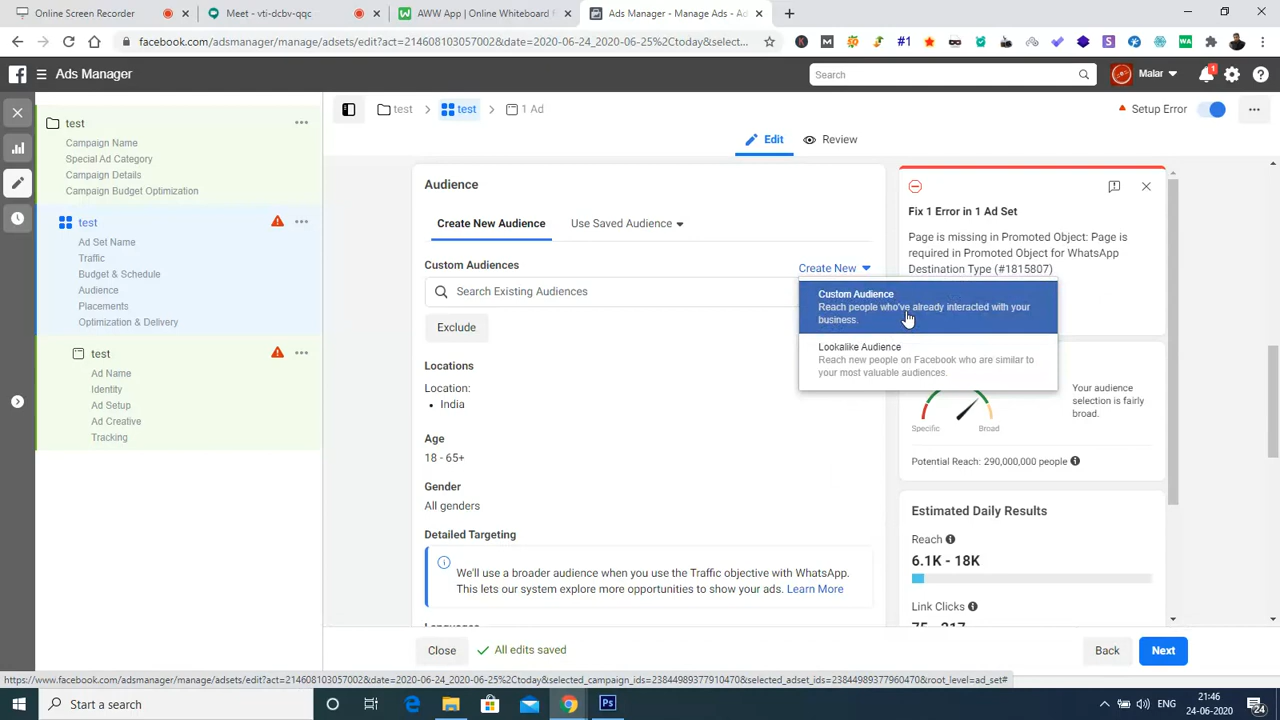 Online Screen Recorder
Meet - vti-dcbv-qqc
AWW App | Online Whiteboard f
Ads Manager - Manage Ads - Ad
facebook.com/adsmanager/manage/adsets/edit?act=214608103057002&date=2020-06-24_2020-06-25%2Ctoday&selec...
#1
Ads Manager
Search
Malar
1
test
test
1 Ad
Setup Error
Edit
Review
test
Campaign Name
Special Ad Category
Campaign Details
Campaign Budget Optimization
test
Ad Set Name
Traffic
Budget & Schedule
Audience
Placements
Optimization & Delivery
test
Ad Name
Identity
Ad Setup
Ad Creative
Tracking
Audience
Create New Audience
Use Saved Audience
Custom Audiences
Create New
Search Existing Audiences
Exclude
Custom Audience
Reach people who've already interacted with your
business.
Lookalike Audience
Reach new people on Facebook who are similar to
your most valuable audiences.
Locations
Location:
• India
Age
18 - 65+
Gender
All genders
Detailed Targeting
We'll use a broader audience when you use the Traffic objective with WhatsApp.
This lets our system explore more opportunities to show your ads. Learn More
Fix 1 Error in 1 Ad Set
Page is missing in Promoted Object: Page is
required in Promoted Object for WhatsApp
Destination Type (#1815807)
Specific
Broad
Your audience
selection is fairly
broad.
Potential Reach: 290,000,000 people
Estimated Daily Results
Reach
6.1K - 18K
Link Clicks
Close
All edits saved
Back
Next
https://www.facebook.com/adsmanager/manage/adsets/edit?act=214608103057002&date=2020-06-24_2020-06-25%2Ctoday&selected_campaign_ids=23844989377910470&selected_adset_ids=23844989377960470&root_level=ad_set#
Start a search
21:46
24-06-2020
24